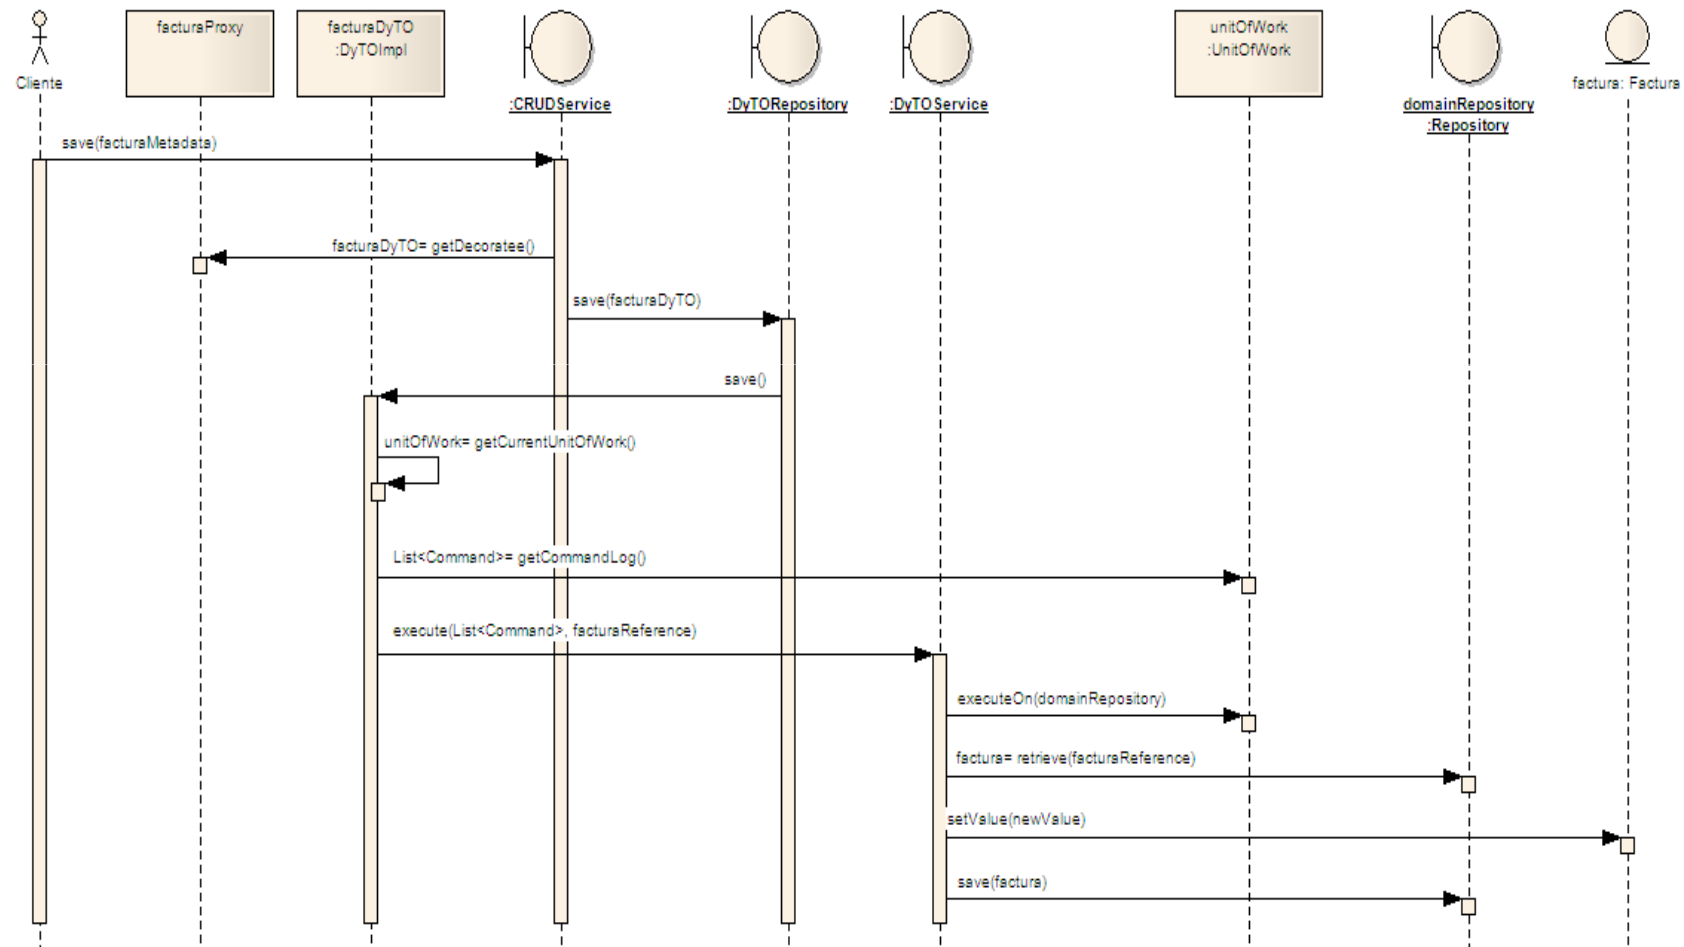 facturaProxy
facturaDyTO
:DyTOImpl
unitOfWork
:UnitOfWork
Cliente
factura: Factura
:CRUDService
:DyTORepository
:DyTOService
domainRepository
:Repository
save(facturaMetadata)
facturaDyTO= getDecoratee()
save(facturaDyTO)
save()
unitOfWork= getCurrentUnitOfWork()
List<Command>= getCommandLog()
execute(List<Command>, facturaReference)
executeOn(domainRepository)
factura= retrieve(facturaReference)
setValue(newValue)
save(factura)